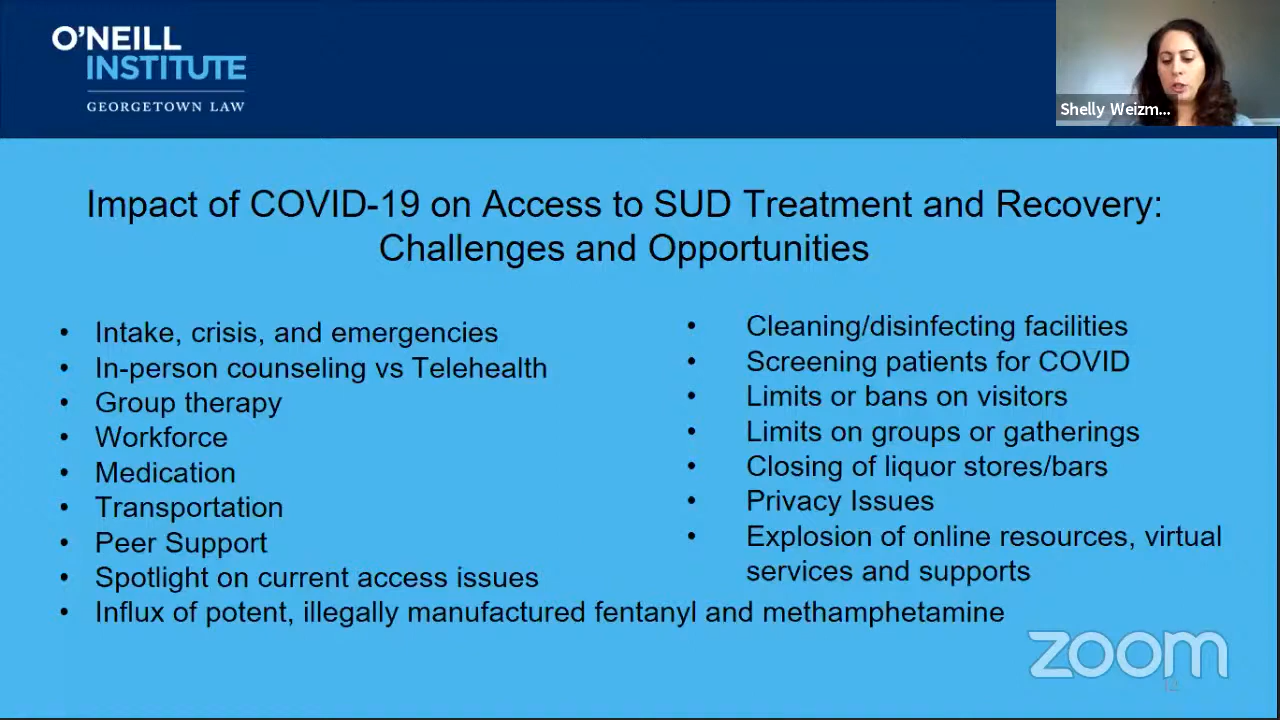 O'NEILL
INSTITUTE
GEORGETOWN LAW
Shelly Weizm...
Impact of COVID-19 on Access to SUD Treatment and Recovery:
Challenges and Opportunities
• Intake, crisis, and emergencies
• In-person counseling vs Telehealth
• Group therapy
• Workforce
• Medication
• Transportation
• Peer Support
• Spotlight on current access issues
• Influx of potent, illegally manufactured fentanyl and methamphetamine
• Cleaning/disinfecting facilities
• Screening patients for COVID
• Limits or bans on visitors
• Limits on groups or gatherings
• Closing of liquor stores/bars
• Privacy Issues
• Explosion of online resources, virtual
services and supports
zoom